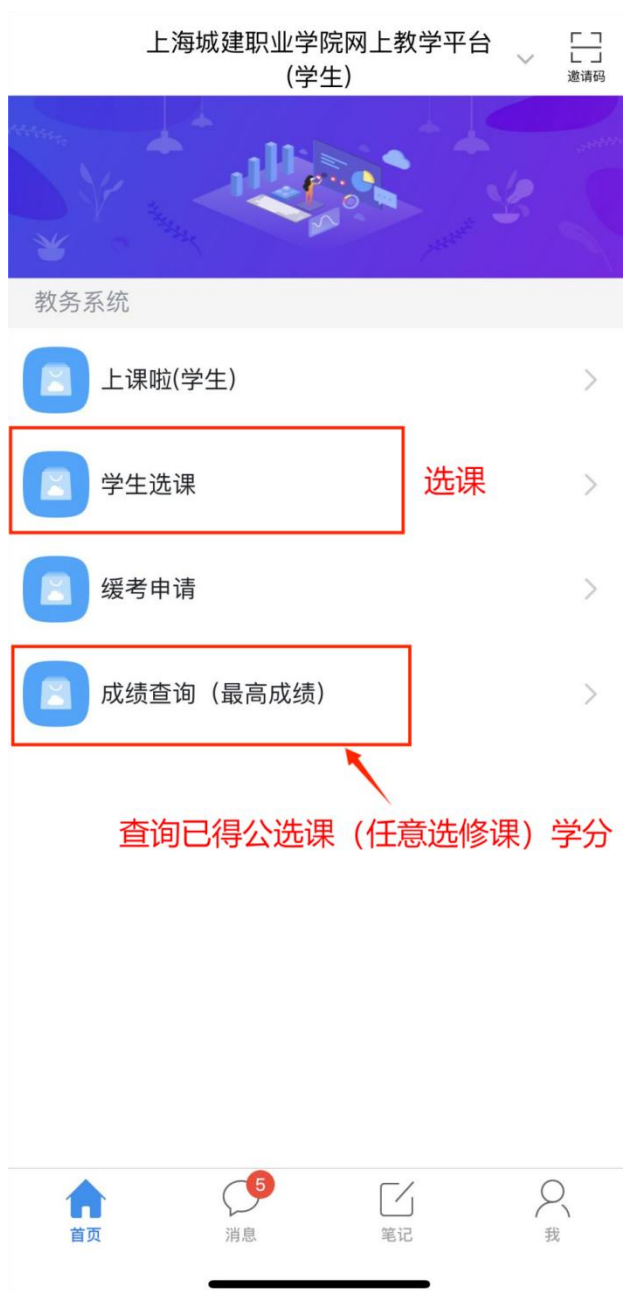 上海城建职业学院网上教学平台
(学生)
邀请码
教务系统
上课啦(学生)
学生选课
选课
缓考申请
成绩查询（最高成绩）
查询已得公选课（任意选修课）学分
5
首页
消息
笔记
我